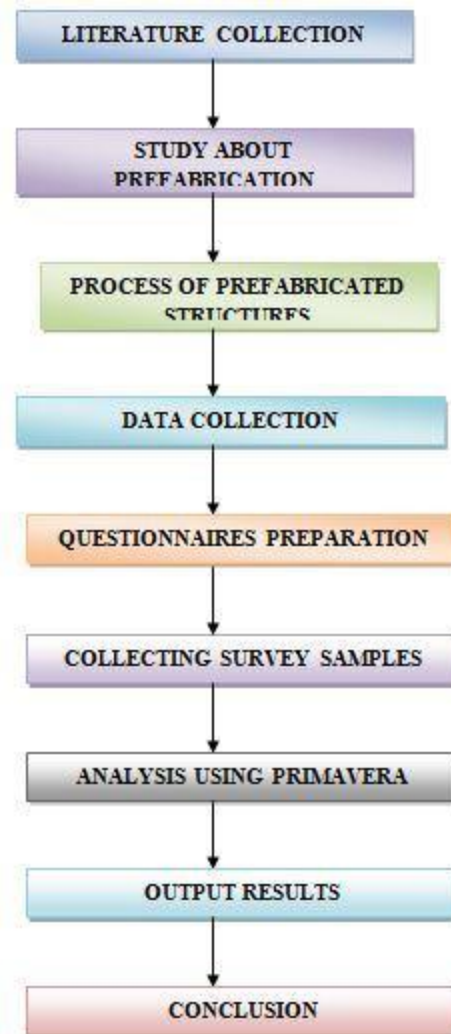 LITERATURE COLLECTION
STUDY ABOUT
PREFABRICATION
PROCESS OF PREFABRICATED
STRUCTURES
DATA COLLECTION
QUESTIONNAIRES PREPARATION
COLLECTING SURVEY SAMPLES
ANALYSIS USING PRIMAVERA
OUTPUT RESULTS
CONCLUSION